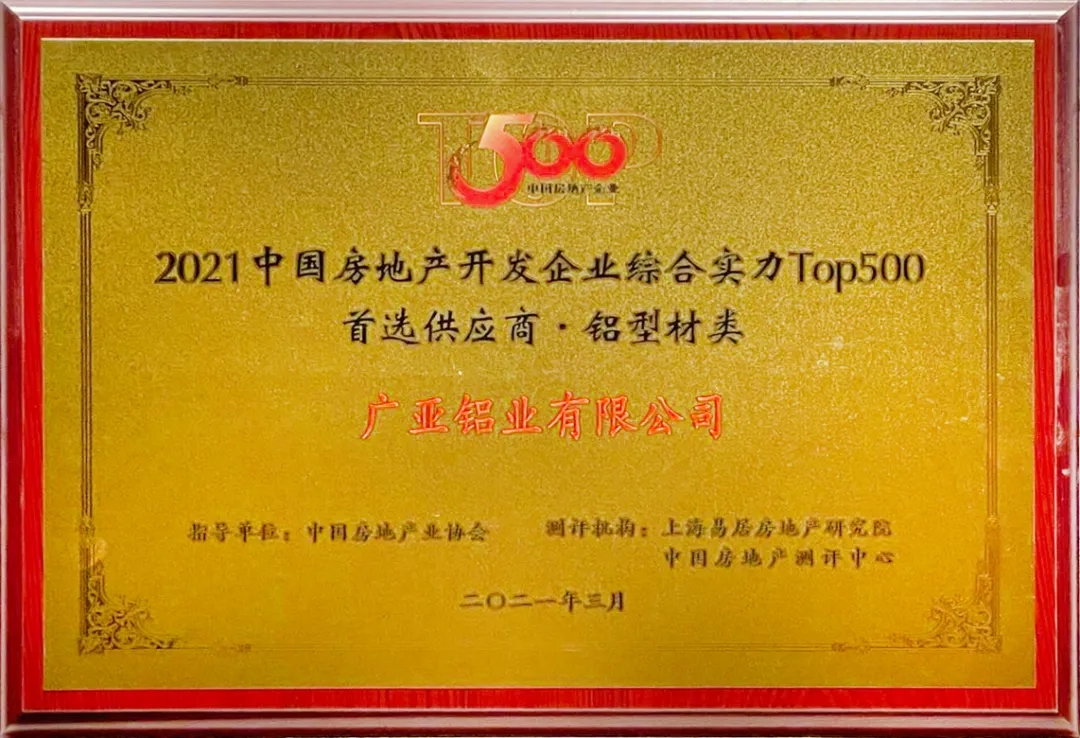 TOP
500
中国房地产企业
2021中国房地产开发企业综合实力Top500
首选供应商·铝型材类
广亚铝业有限公司
指导单位：中国房地产业协会 测评机构：上海易居房地产研究院
中国房地产测评中心
二〇二一年三月